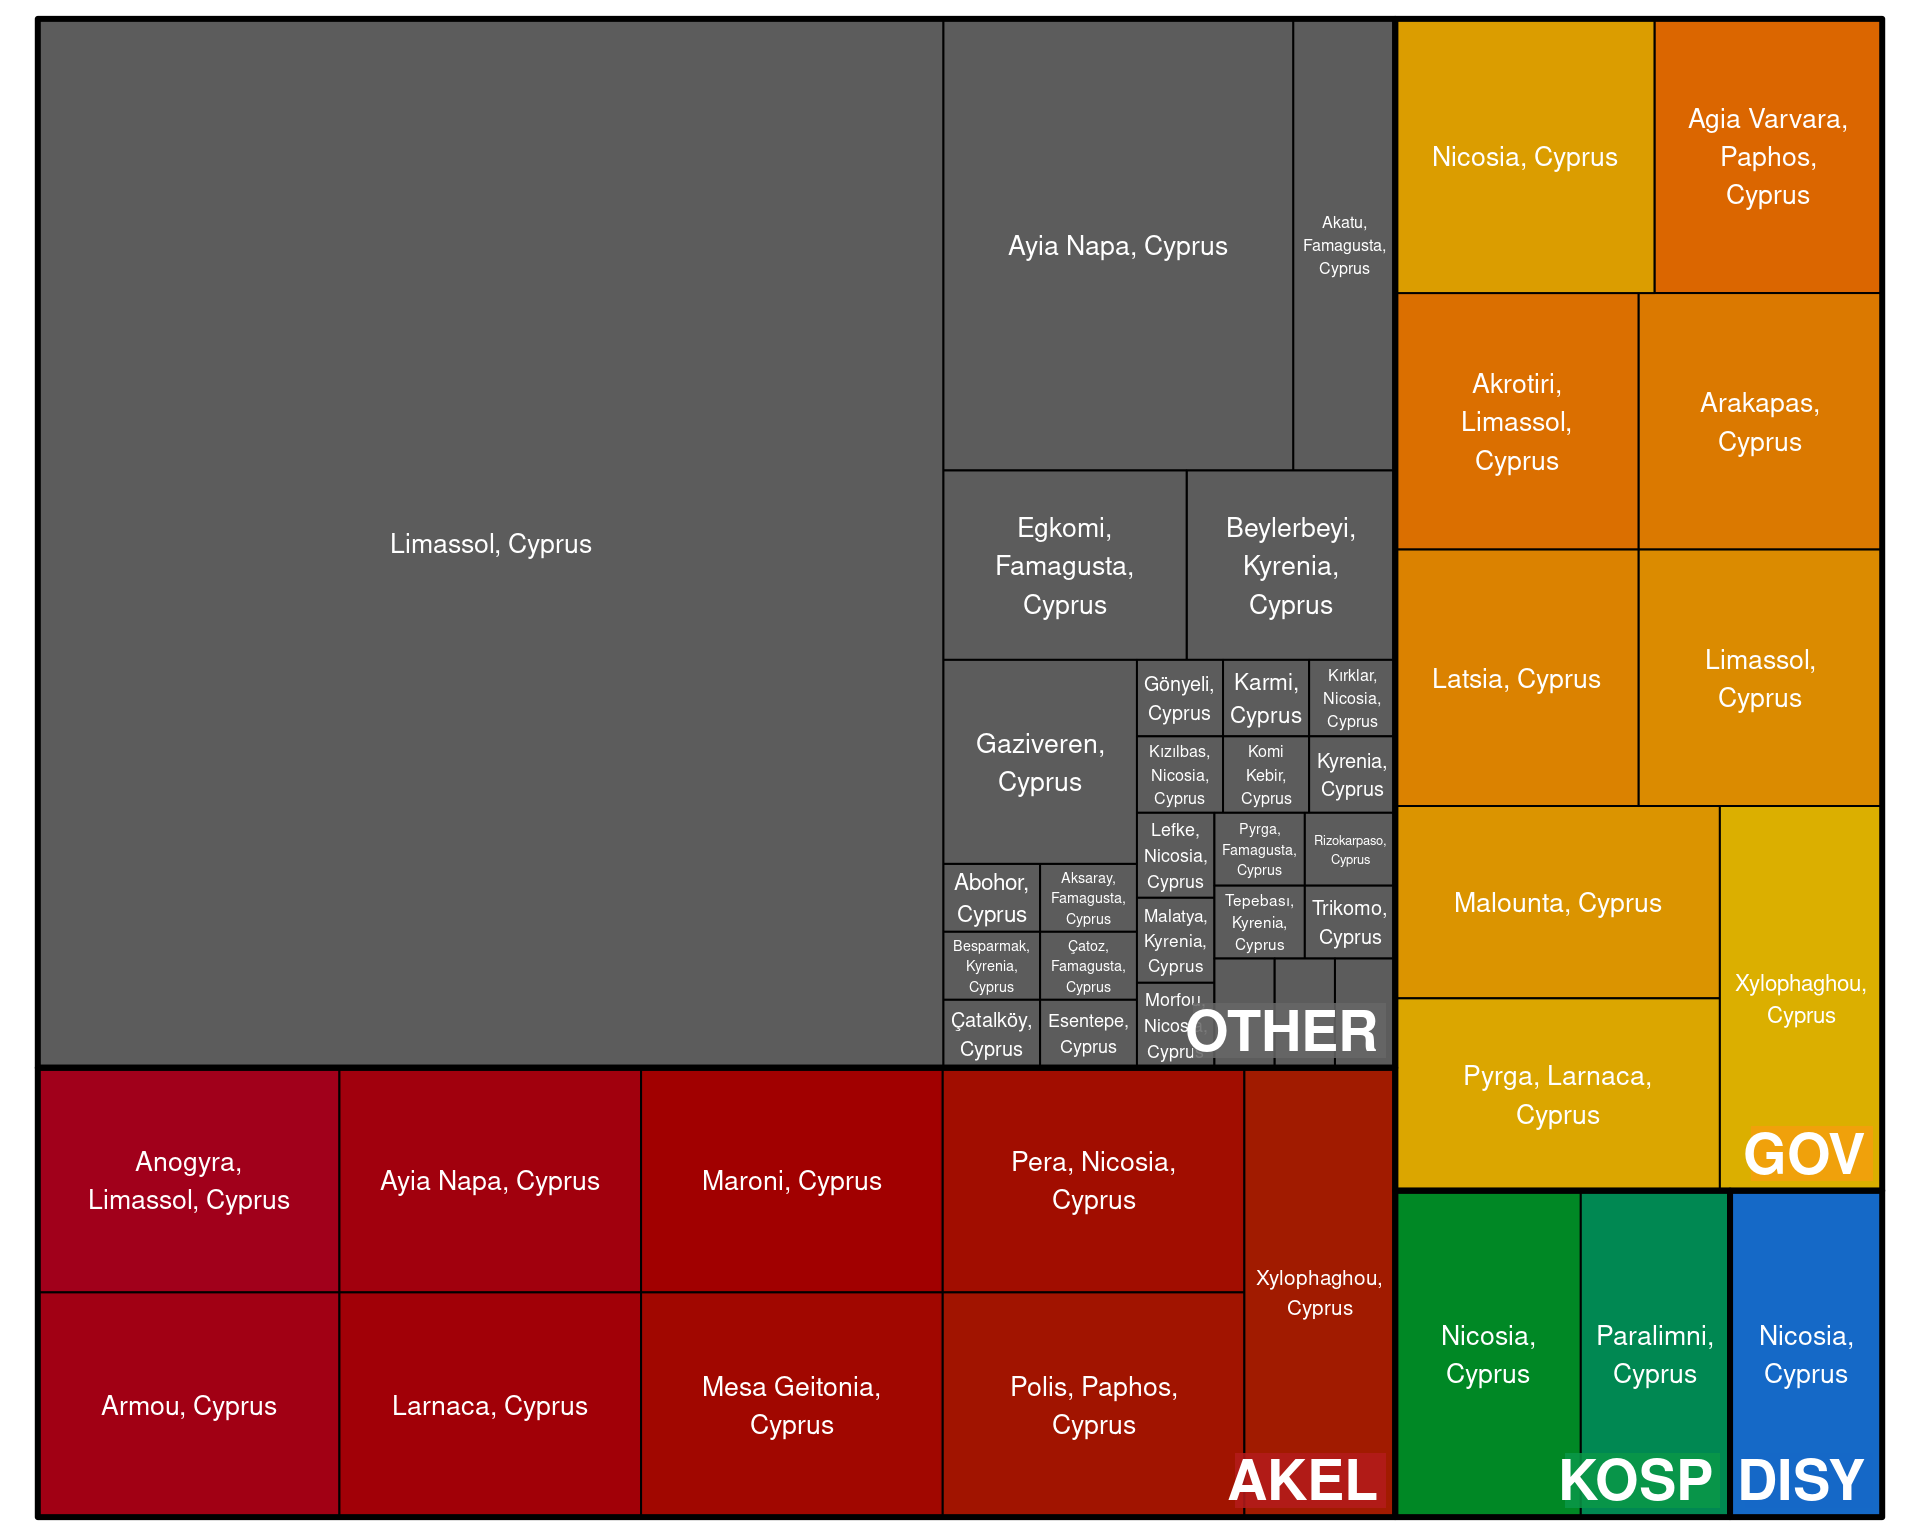 Limassol, Cyprus
Ayia Napa, Cyprus
Akatu,
Famagusta,
Cyprus
Egkomi,
Famagusta,
Cyprus
Beylerbeyi,
Kyrenia,
Cyprus
Gaziveren,
Cyprus
Gönyeli,
Cyprus
Karmi,
Cyprus
Kırklar,
Nicosia,
Cyprus
Kızılbas,
Nicosia,
Cyprus
Komi
Kebir,
Cyprus
Kyrenia,
Cyprus
Lefke,
Nicosia,
Cyprus
Pyrga,
Famagusta,
Cyprus
Rizokarpaso,
Cyprus
Abohor,
Cyprus
Aksaray,
Famagusta,
Cyprus
Malatya,
Kyrenia,
Cyprus
Tepebası,
Kyrenia,
Cyprus
Trikomo,
Cyprus
Besparmak,
Kyrenia,
Cyprus
Çatoz,
Famagusta,
Cyprus
Çatalköy,
Cyprus
Esentepe,
Cyprus
Morfou,
Nicosia,
Cyprus
OTHER
Anogyra,
Limassol, Cyprus
Ayia Napa, Cyprus
Maroni, Cyprus
Pera, Nicosia,
Cyprus
Xylophaghou,
Cyprus
Armou, Cyprus
Larnaca, Cyprus
Mesa Geitonia,
Cyprus
Polis, Paphos,
Cyprus
AKEL
Nicosia, Cyprus
Agia Varvara,
Paphos,
Cyprus
Akrotiri,
Limassol,
Cyprus
Arakapas,
Cyprus
Latsia, Cyprus
Limassol,
Cyprus
Malounta, Cyprus
Xylophaghou,
Cyprus
Pyrga, Larnaca,
Cyprus
GOV
Nicosia,
Cyprus
Paralimni,
Cyprus
KOSP
Nicosia,
Cyprus
DISY